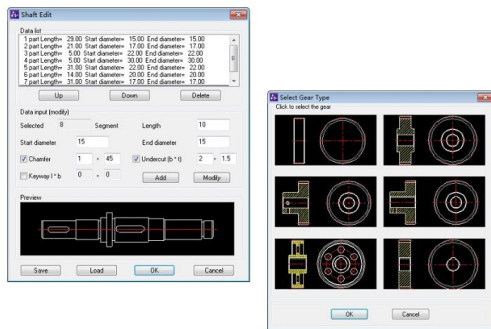 Shaft Edit
Data list
1 part Length= 29.00 Start diameter= 15.00 End diameter= 15.00
2 part Length= 21.00 Start diameter= 17.00 End diameter= 17.00
3 part Length= 5.00 Start diameter= 22.00 End diameter= 22.00
4 part Length= 5.00 Start diameter= 30.00 End diameter= 30.00
5 part Length= 31.00 Start diameter= 22.00 End diameter= 22.00
6 part Length= 14.00 Start diameter= 20.00 End diameter= 20.00
7 part Length= 31.00 Start diameter= 17.00 End diameter= 17.00
Up Down Delete
Data input (modify)
Selected 8 Segment Length 10
Start diameter 15 End diameter 15
Chamfer 1 × 45 Undercut (b * t) 2 × 1.5
Keyway l * b 0 × 0 Add Modify
Preview
Save Load OK Cancel
Select Gear Type
Click to select the gear
OK Cancel